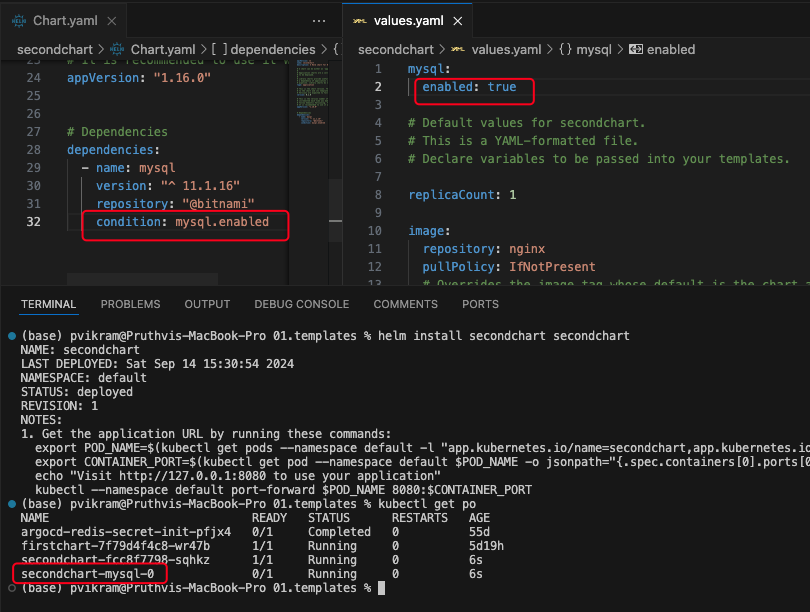 Chart.yaml
values.yaml
secondchart > Chart.yaml > [ ] dependencies > {
secondchart > values.yaml > {} mysql > enabled
23 # It is recommended to use it w
24 appVersion: "1.16.0"
25
26
27 # Dependencies
28 dependencies:
29 - name: mysql
30 version: "^ 11.1.16"
31 repository: "@bitnami"
32 condition: mysql.enabled
1 mysql:
2 enabled: true
3
4 # Default values for secondchart.
5 # This is a YAML-formatted file.
6 # Declare variables to be passed into your templates.
7
8 replicaCount: 1
9
10 image:
11 repository: nginx
12 pullPolicy: IfNotPresent
13 # Overrides the image tag whose default is the chart a
TERMINAL PROBLEMS OUTPUT DEBUG CONSOLE COMMENTS PORTS
(base) pvikram@Pruthvis-MacBook-Pro 01.templates % helm install secondchart secondchart
NAME: secondchart
LAST DEPLOYED: Sat Sep 14 15:30:54 2024
NAMESPACE: default
STATUS: deployed
REVISION: 1
NOTES:
1. Get the application URL by running these commands:
export POD_NAME=$(kubectl get pods --namespace default -l "app.kubernetes.io/name=secondchart,app.kubernetes.io
export CONTAINER_PORT=$(kubectl get pod --namespace default $POD_NAME -o jsonpath="{.spec.containers[0].ports[0
echo "Visit http://127.0.0.1:8080 to use your application"
kubectl --namespace default port-forward $POD_NAME 8080:$CONTAINER_PORT
(base) pvikram@Pruthvis-MacBook-Pro 01.templates % kubectl get po
NAME READY STATUS RESTARTS AGE
argocd-redis-secret-init-pfjx4 0/1 Completed 0 55d
firstchart-7f79d4f4c8-wr47b 1/1 Running 0 5d19h
secondchart-fcc8f7798-sqhkz 1/1 Running 0 6s
secondchart-mysql-0 0/1 Running 0 6s
(base) pvikram@Pruthvis-MacBook-Pro 01.templates %